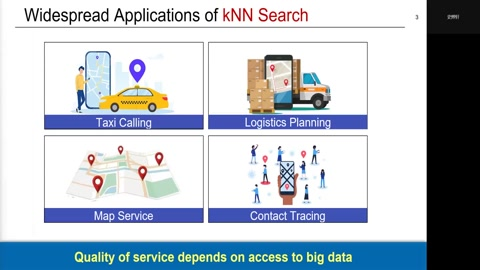 Widespread Applications of kNN Search
3
Taxi Calling
Logistics Planning
Map Service
Contact Tracing
Quality of service depends on access to big data